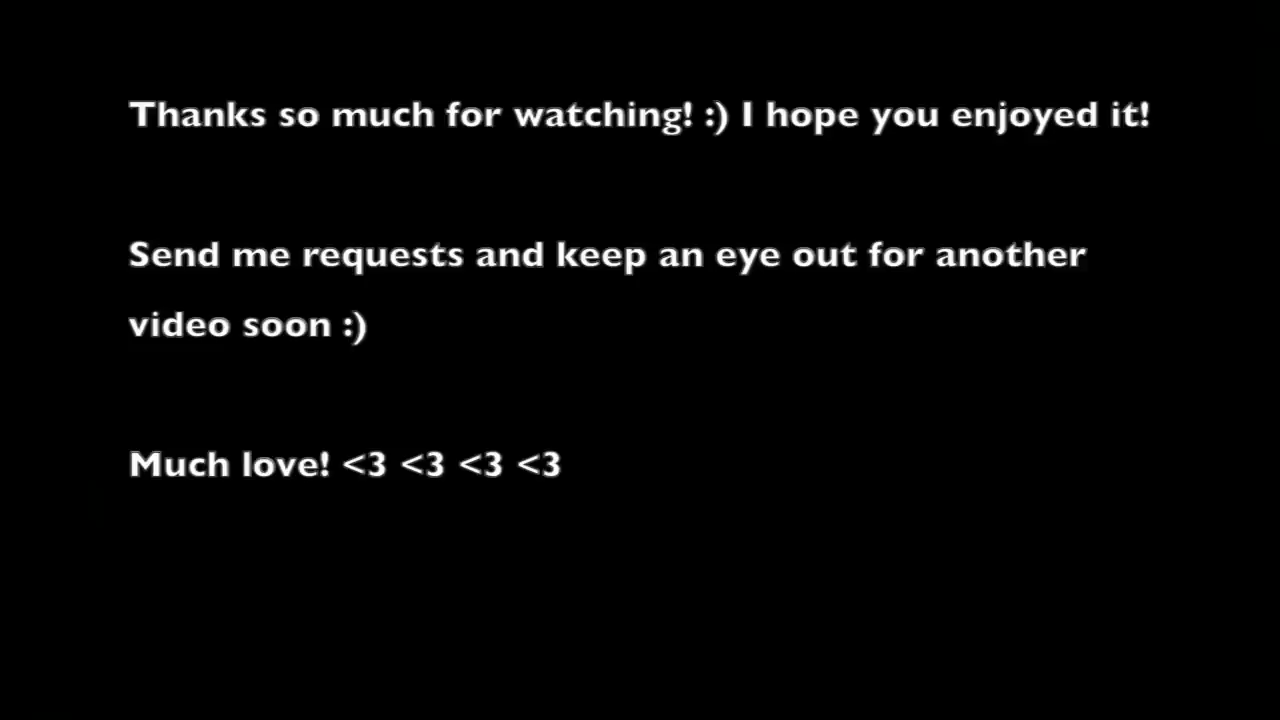 Thanks so much for watching! :) I hope you enjoyed it!
Send me requests and keep an eye out for another
video soon :)
Much love! <3 <3 <3 <3